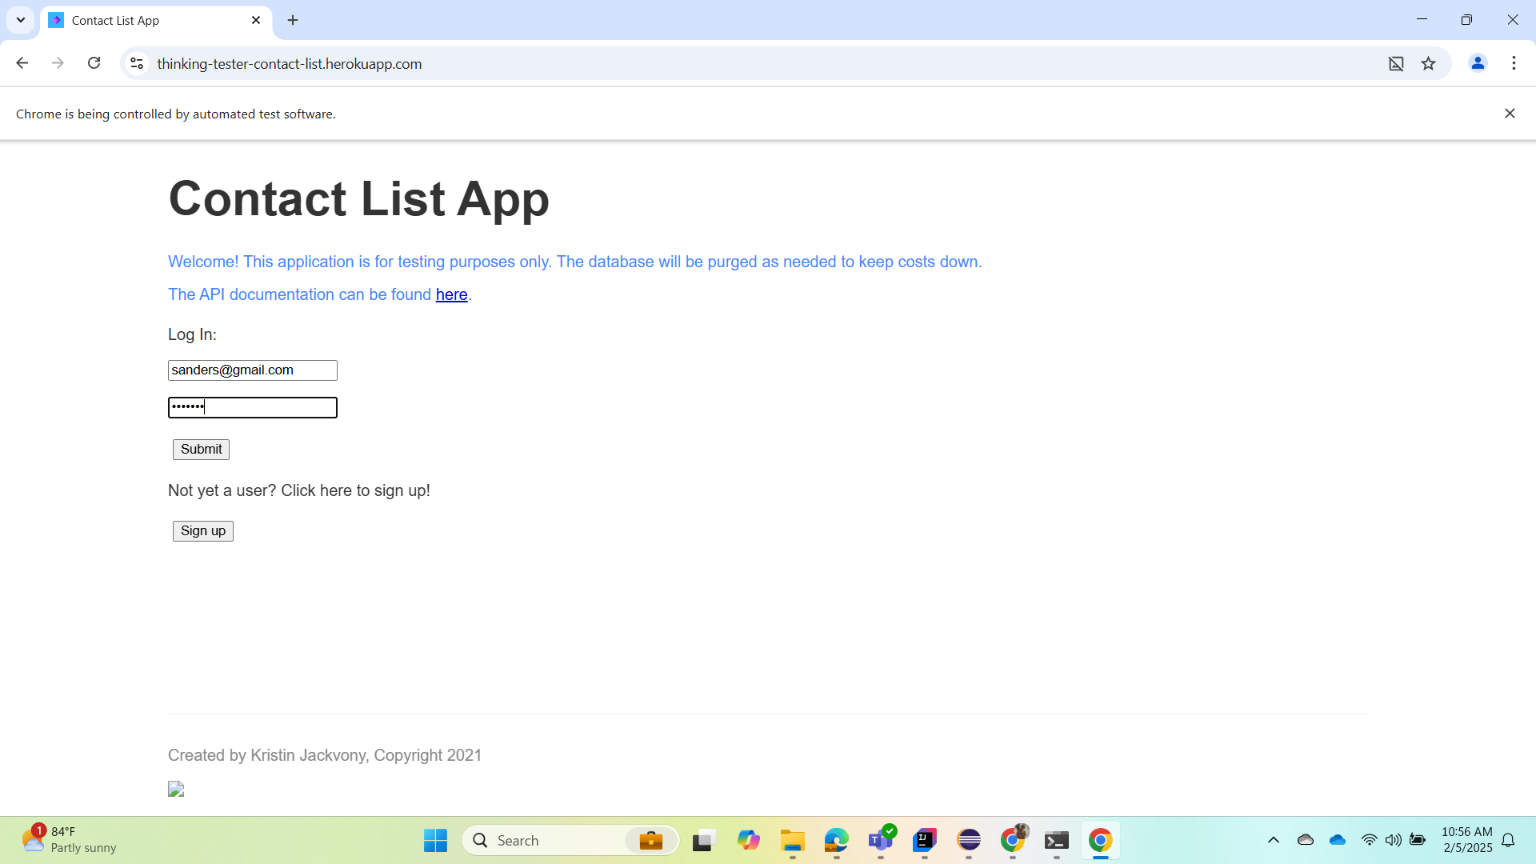 Contact List App
thinking-tester-contact-list.herokuapp.com
Chrome is being controlled by automated test software.
Contact List App
Welcome! This application is for testing purposes only. The database will be purged as needed to keep costs down.
The API documentation can be found here.
Log In:
sanders@gmail.com
•••••••
Submit
Not yet a user? Click here to sign up!
Sign up
Created by Kristin Jackvony, Copyright 2021
1
84°F
Partly sunny
Search
10:56 AM
2/5/2025